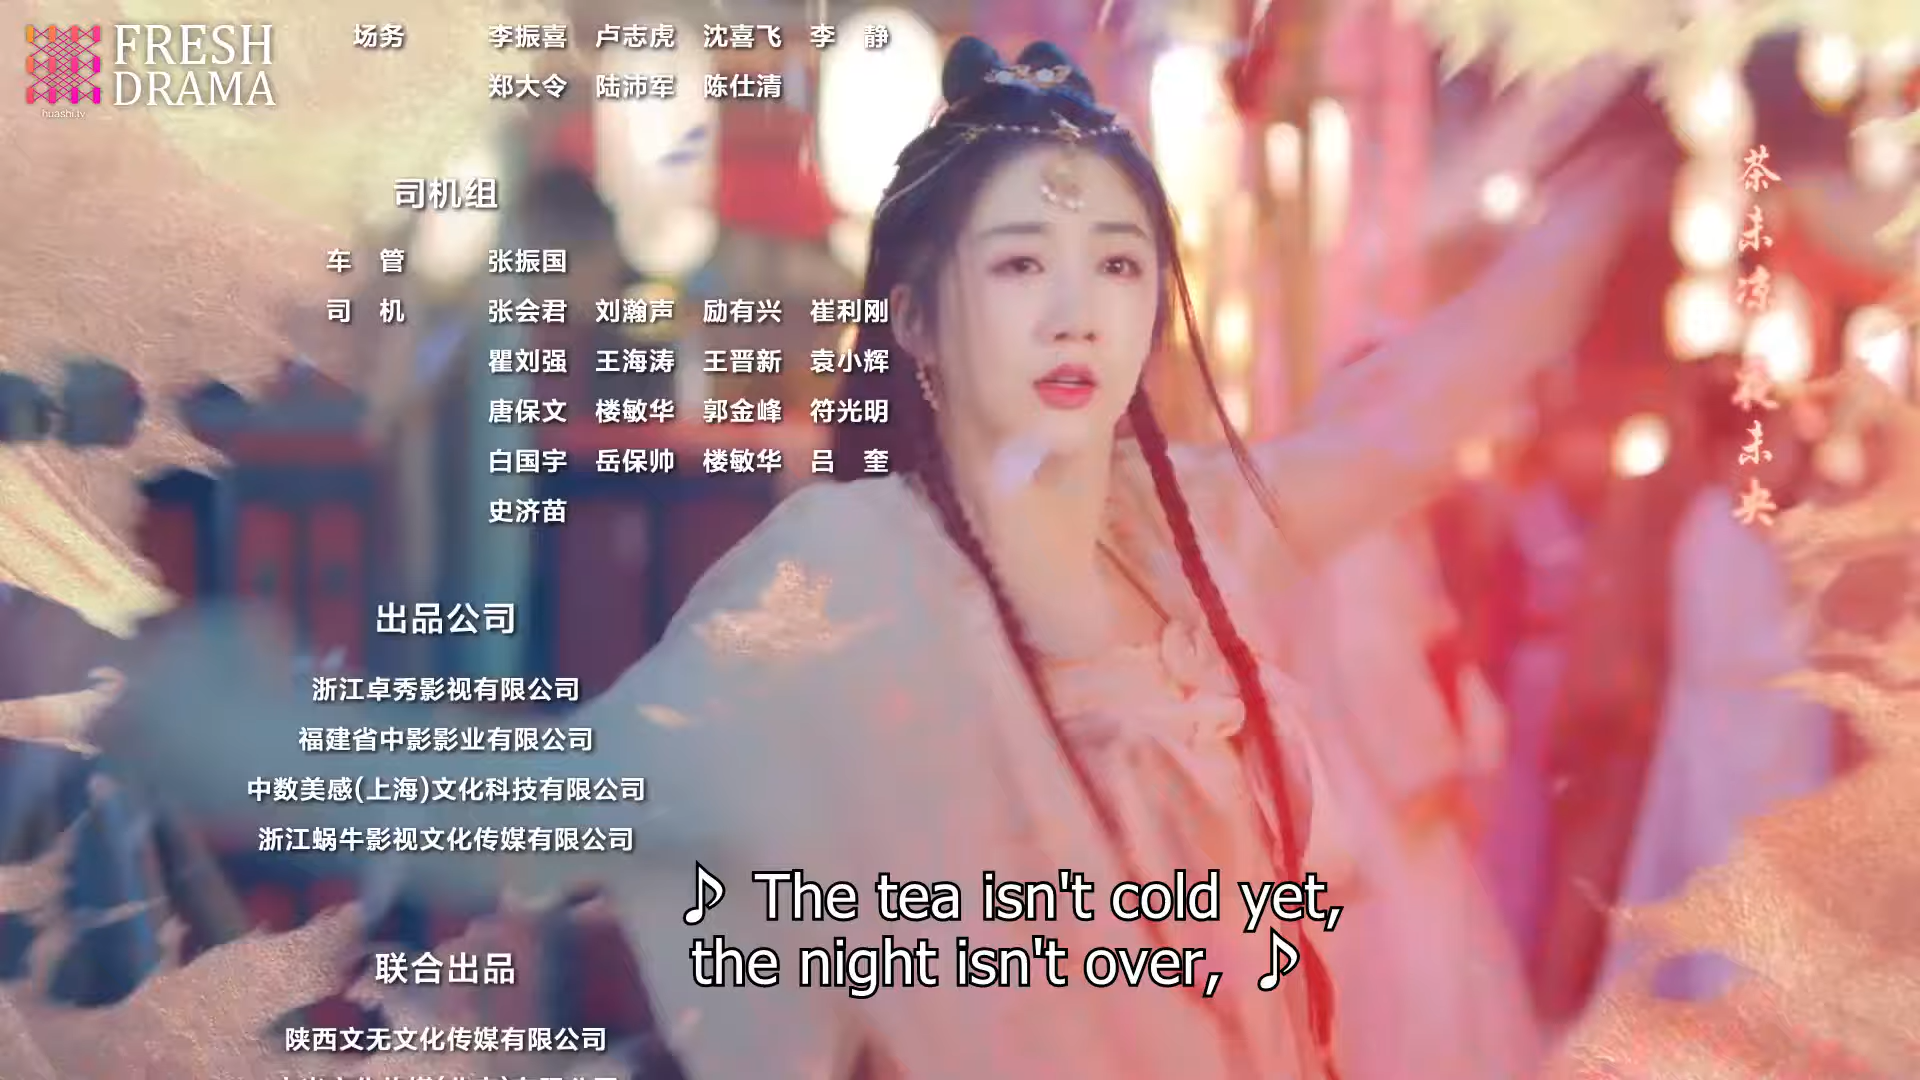 FRESH
DRAMA
huashi.tv
场务 李振喜 卢志虎 沈喜飞 李 静
郑大令 陆沛军 陈仕清
司机组
车 管 张振国
司 机 张会君 刘瀚声 励有兴 崔利刚
瞿刘强 王海涛 王晋新 袁小辉
唐保文 楼敏华 郭金峰 符光明
白国宇 岳保帅 楼敏华 吕 奎
史济苗
出品公司
浙江卓秀影视有限公司
福建省中影影业有限公司
中数美感(上海)文化科技有限公司
浙江蜗牛影视文化传媒有限公司
联合出品
陕西文无文化传媒有限公司
茶未凉 夜未央
♪ The tea isn't cold yet,
the night isn't over, ♪